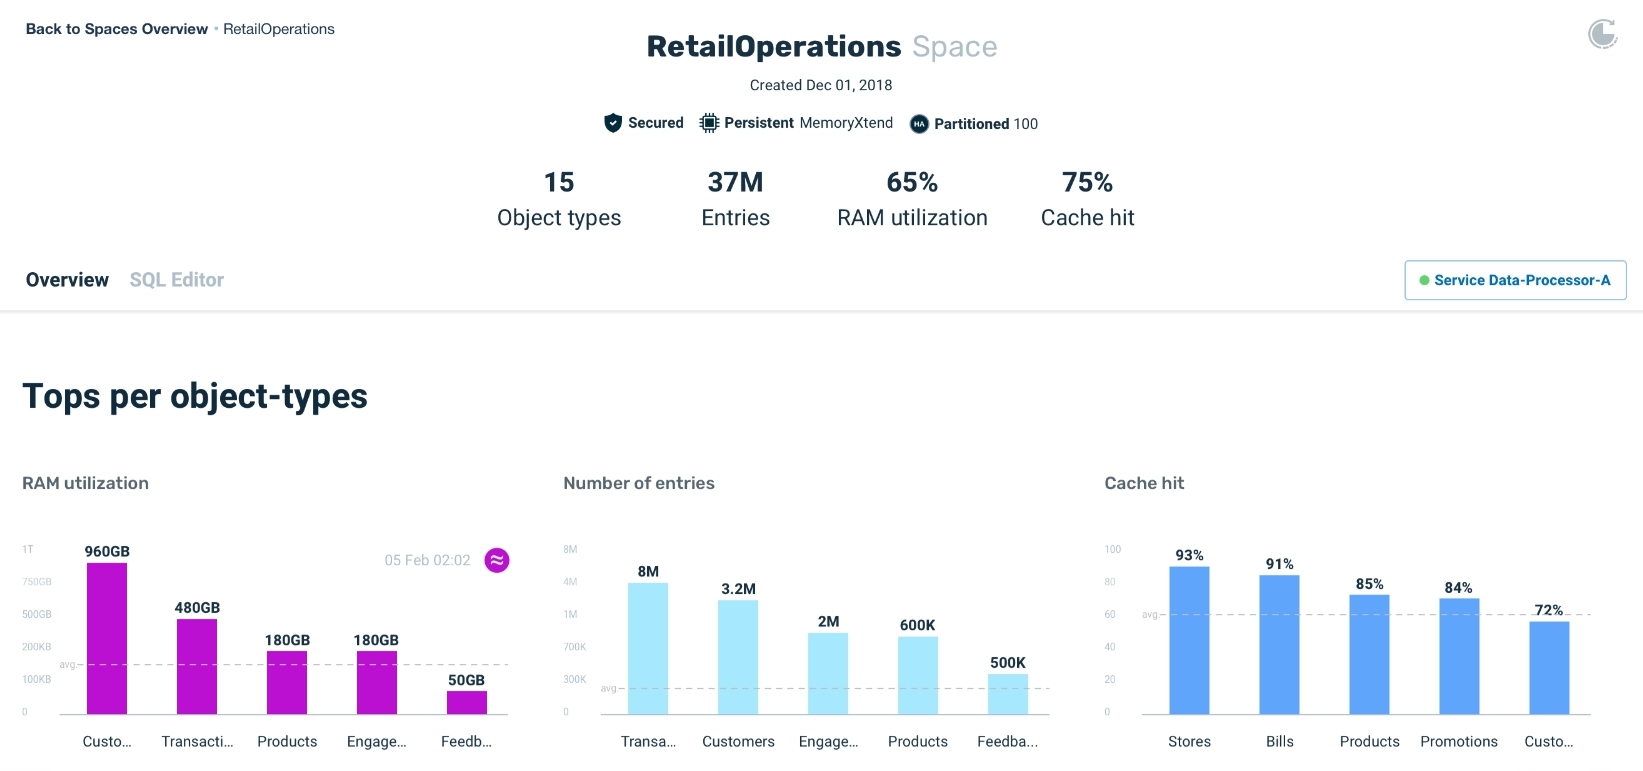 Back to Spaces Overview • RetailOperations
RetailOperations Space
Created Dec 01, 2018
Secured Persistent MemoryXtend HA Partitioned 100
15 37M 65% 75%
Object types Entries RAM utilization Cache hit
Overview SQL Editor
Service Data-Processor-A
Tops per object-types
RAM utilization
05 Feb 02:02
1T
750GB
500GB
200KB
100KB
0
avg.
960GB
480GB
180GB
180GB
50GB
Custo... Transacti... Products Engage... Feedb...
Number of entries
8M
4M
1M
700K
300K
0
avg.
8M
3.2M
2M
600K
500K
Transa... Customers Engage... Products Feedba...
Cache hit
100
80
60
40
20
0
avg.
93%
91%
85%
84%
72%
Stores Bills Products Promotions Custo...